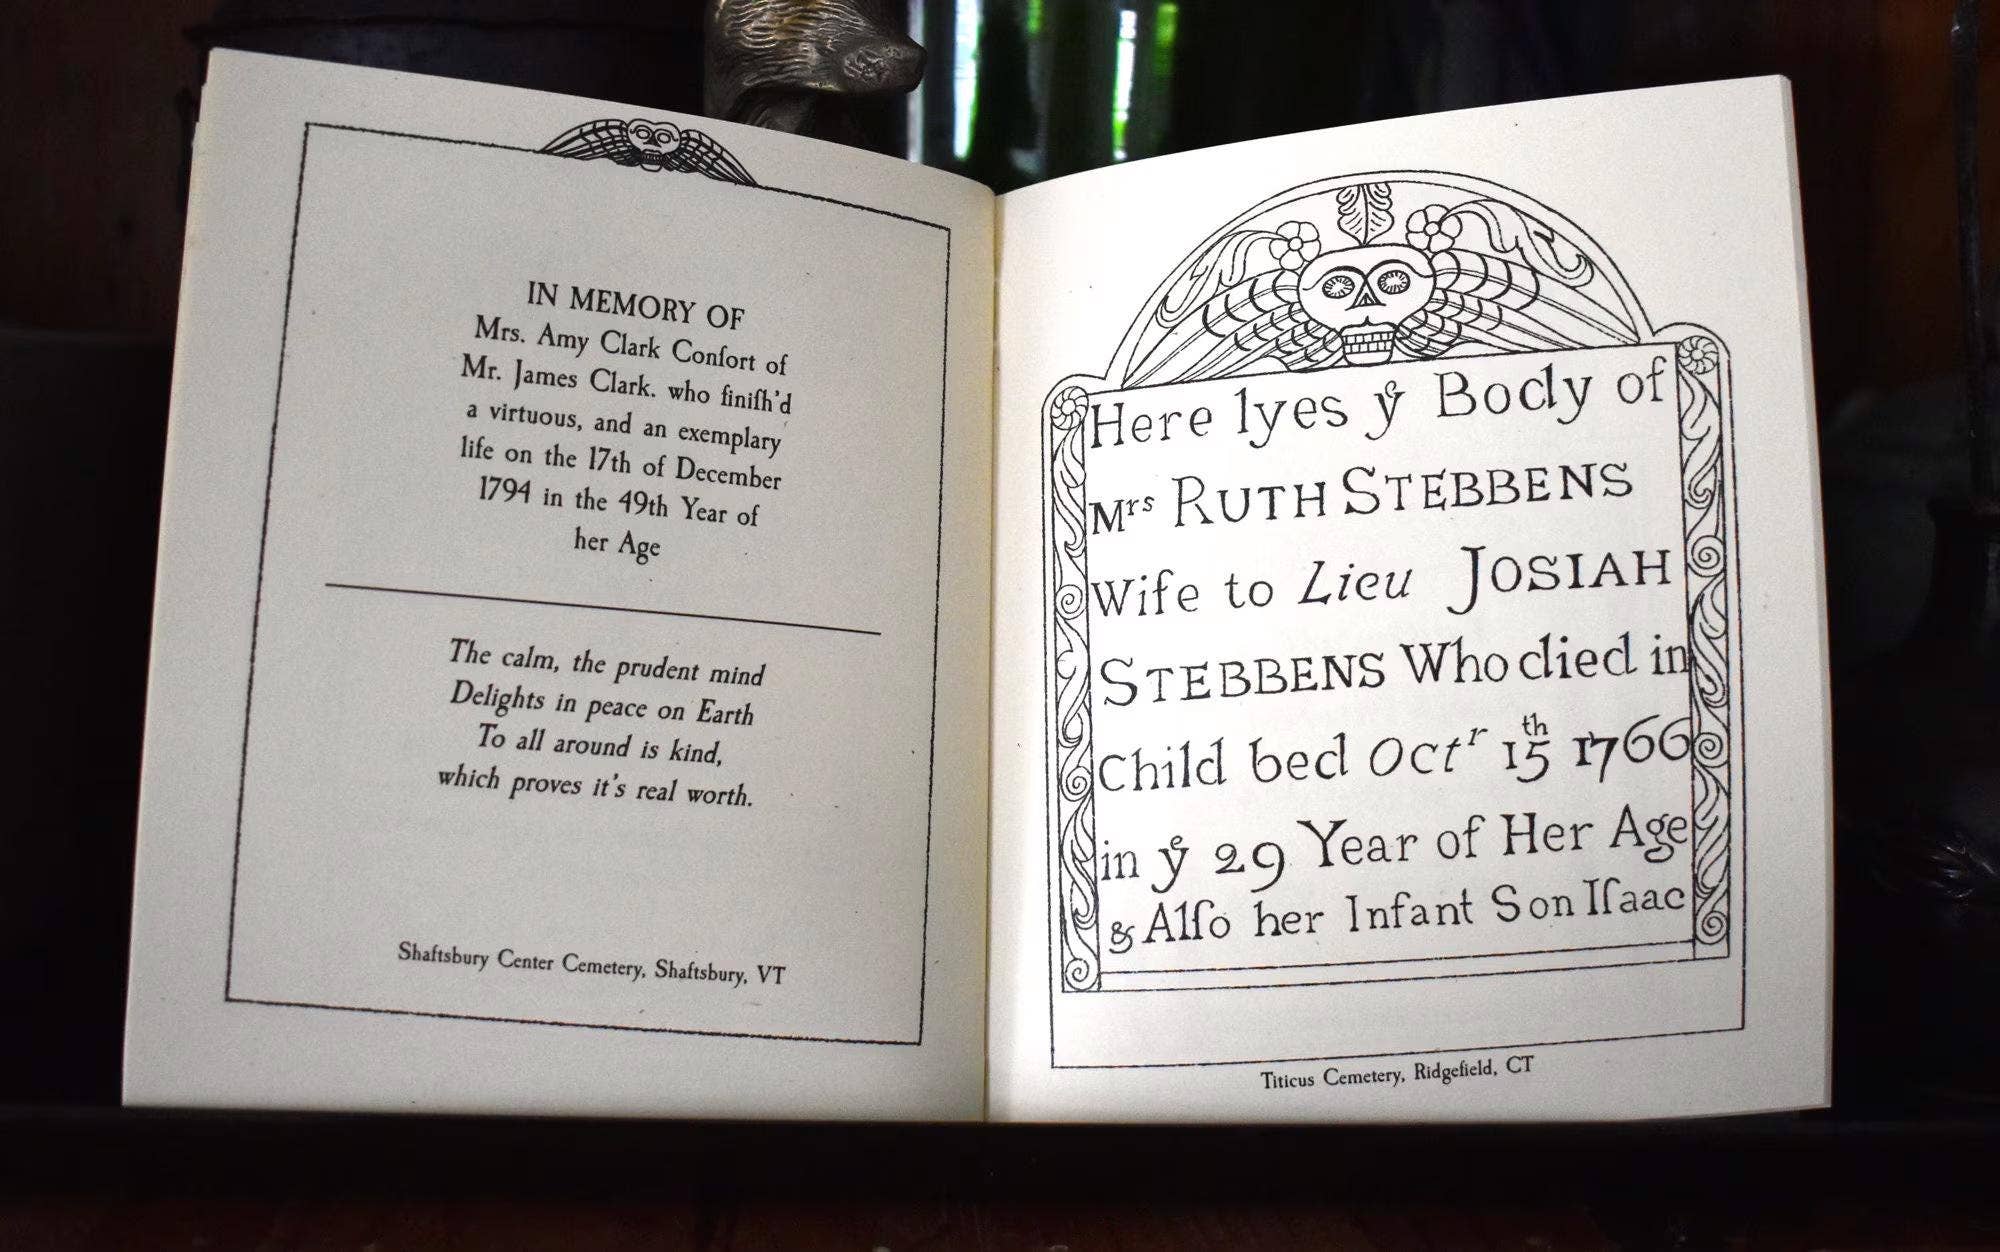 IN MEMORY OF
Mrs. Amy Clark Conſort of
Mr. James Clark. who finiſh'd
a virtuous, and an exemplary
life on the 17th of December
1794 in the 49th Year of
her Age
The calm, the prudent mind
Delights in peace on Earth
To all around is kind,
which proves it's real worth.
Shaftsbury Center Cemetery, Shaftsbury, VT
Here lyes yͤ Body of
Mrs RUTH STEBBENS
Wife to Lieu JOSIAH
STEBBENS Who died in
Child bed Octr 15th 1766
in yͤ 29 Year of Her Age
& Alſo her Infant Son Iſaac
Titicus Cemetery, Ridgefield, CT